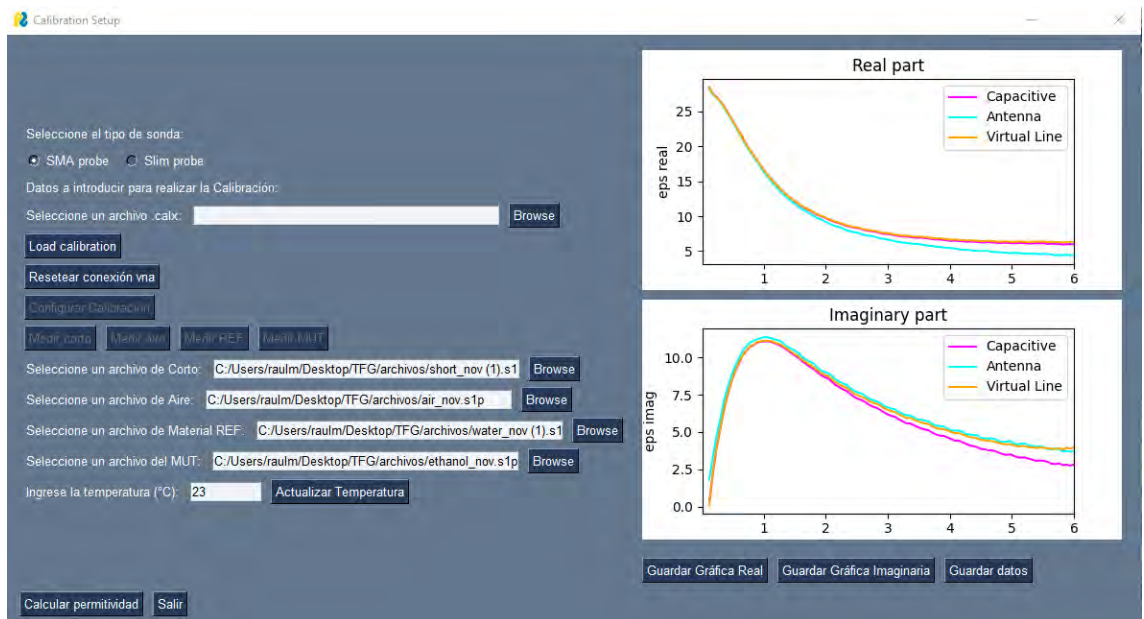 Calibration Setup
Seleccione el tipo de sonda:
SMA probe Slim probe
Datos a introducir para realizar la Calibración:
Seleccione un archivo .calx: Browse
Load calibration
Resetear conexión vna
Configurar Calibración
Medir corto Medir Aire Medir REF Medir MUT
Seleccione un archivo de Corto: C:/Users/raulm/Desktop/TFG/archivos/short_nov (1).s1 Browse
Seleccione un archivo de Aire: C:/Users/raulm/Desktop/TFG/archivos/air_nov.s1p Browse
Seleccione un archivo de Material REF: C:/Users/raulm/Desktop/TFG/archivos/water_nov (1).s1 Browse
Seleccione un archivo del MUT: C:/Users/raulm/Desktop/TFG/archivos/ethanol_nov.s1p Browse
Ingrese la temperatura (°C): 23 Actualizar Temperatura
Calcular permitividad Salir
Real part
Capacitive
Antenna
Virtual Line
eps real
25
20
15
10
5
1 2 3 4 5 6
Imaginary part
Capacitive
Antenna
Virtual Line
eps imag
10.0
7.5
5.0
2.5
0.0
1 2 3 4 5 6
Guardar Gráfica Real Guardar Gráfica Imaginaria Guardar datos